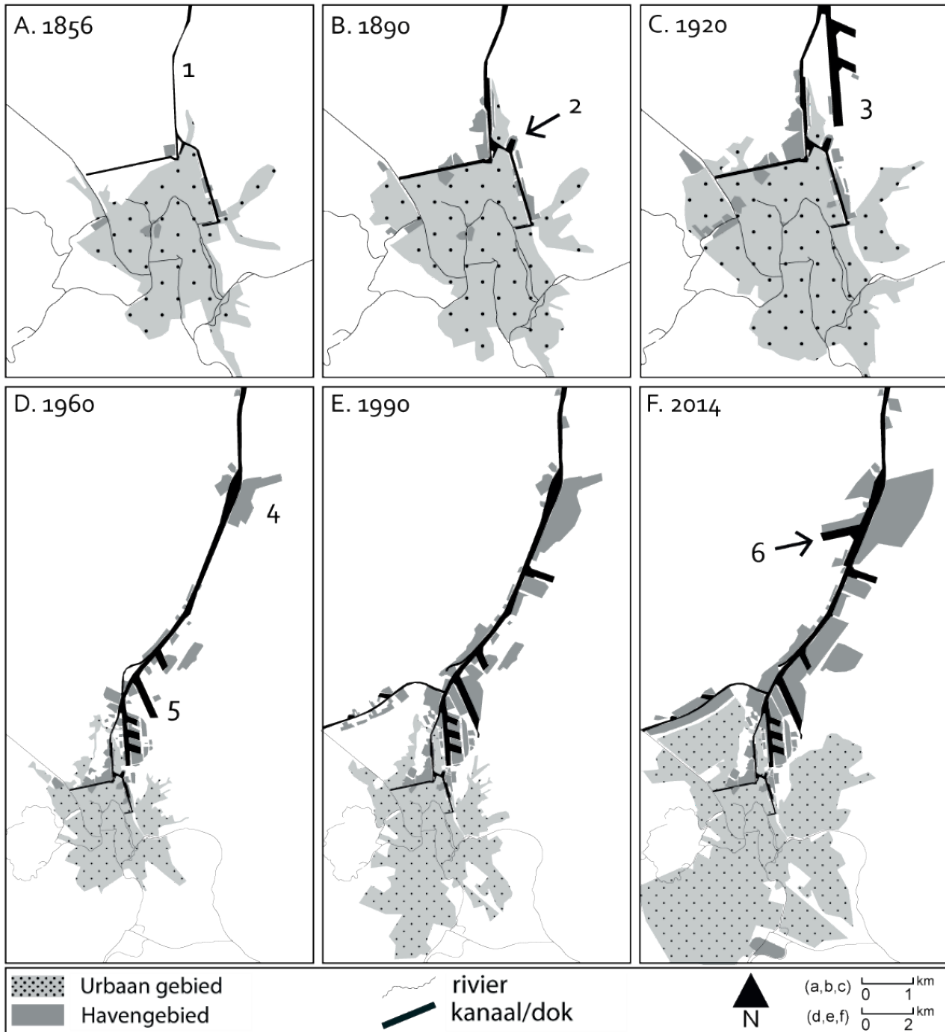 A. 1856
1
B. 1890
2
C. 1920
3
D. 1960
4
5
E. 1990
F. 2014
6
Urbaan gebied
Havengebied
rivier
kanaal/dok
N
(a,b,c) 0 1 km
(d,e,f) 0 2 km